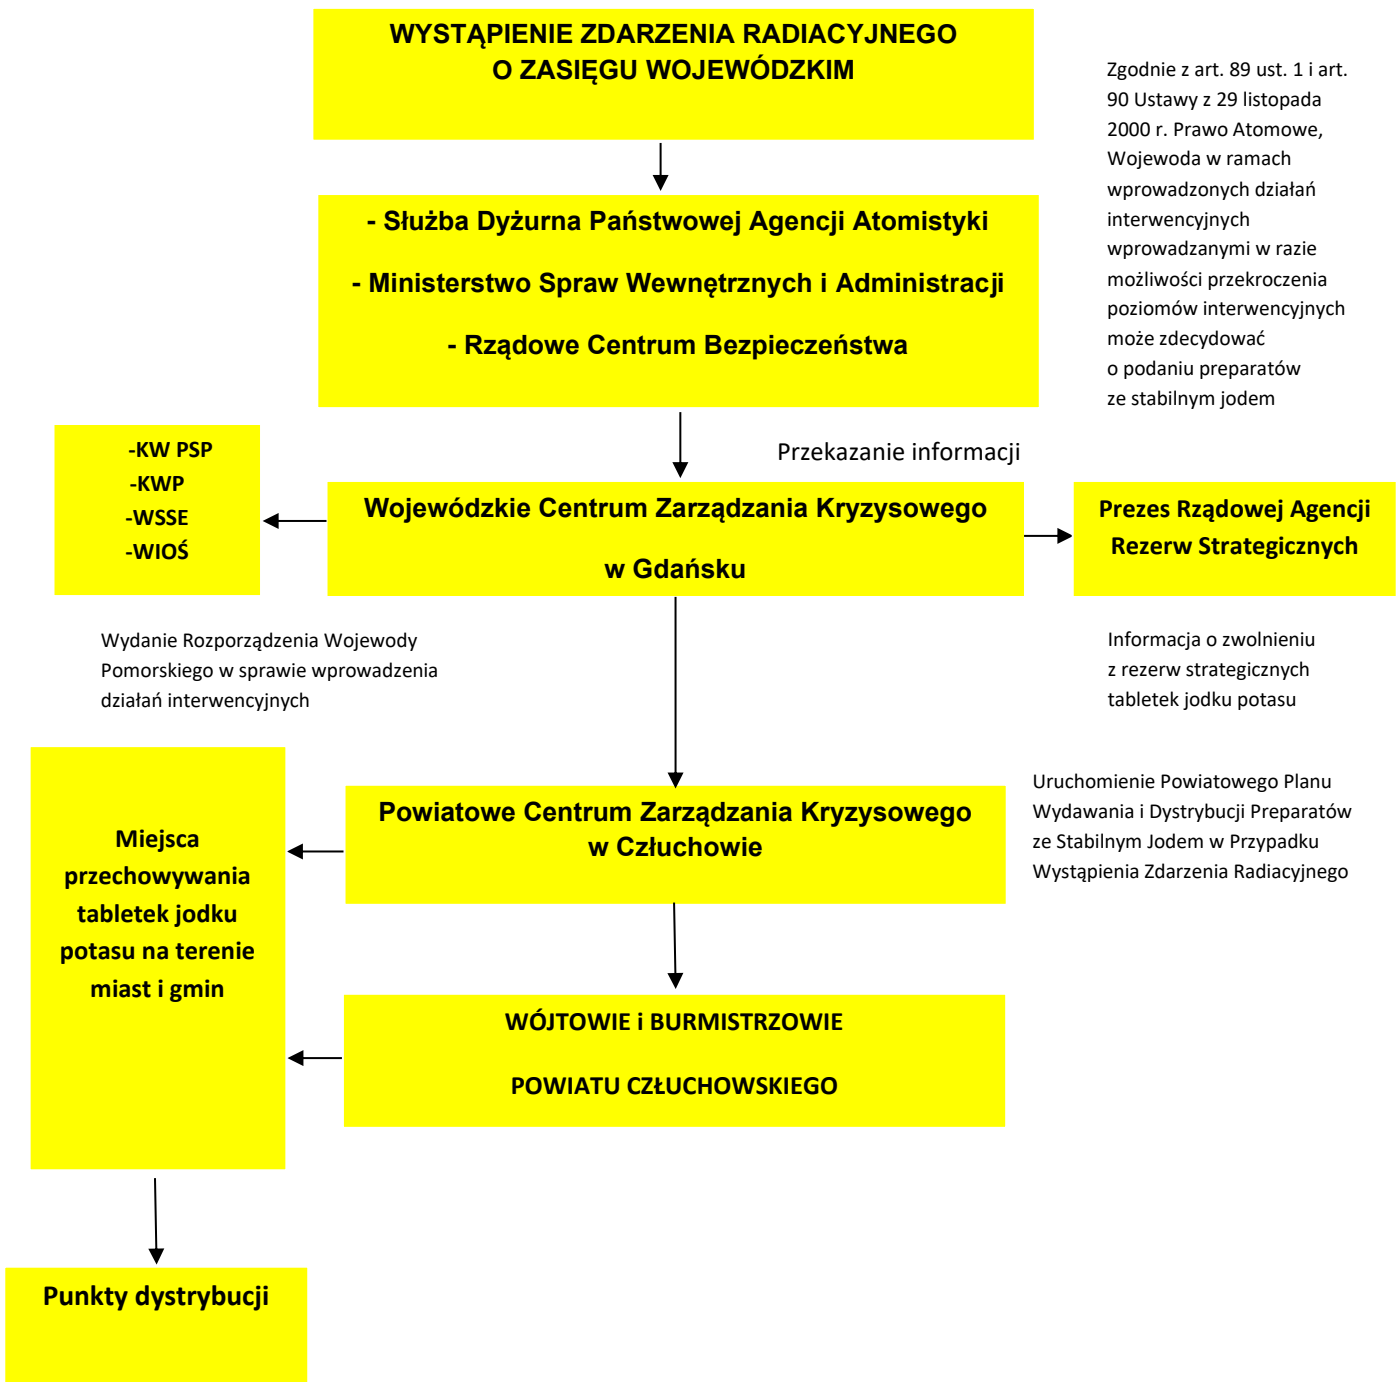 WYSTĄPIENIE ZDARZENIA RADIACYJNEGO
O ZASIĘGU WOJEWÓDZKIM
Zgodnie z art. 89 ust. 1 i art.
90 Ustawy z 29 listopada
2000 r. Prawo Atomowe,
Wojewoda w ramach
wprowadzonych działań
interwencyjnych
wprowadzanymi w razie
możliwości przekroczenia
poziomów interwencyjnych
może zdecydować
o podaniu preparatów
ze stabilnym jodem
- Służba Dyżurna Państwowej Agencji Atomistyki
- Ministerstwo Spraw Wewnętrznych i Administracji
- Rządowe Centrum Bezpieczeństwa
Przekazanie informacji
-KW PSP
-KWP
-WSSE
-WIOŚ
Wojewódzkie Centrum Zarządzania Kryzysowego
w Gdańsku
Prezes Rządowej Agencji
Rezerw Strategicznych
Wydanie Rozporządzenia Wojewody
Pomorskiego w sprawie wprowadzenia
działań interwencyjnych
Informacja o zwolnieniu
z rezerw strategicznych
tabletek jodku potasu
Miejsca
przechowywania
tabletek jodku
potasu na terenie
miast i gmin
Powiatowe Centrum Zarządzania Kryzysowego
w Człuchowie
Uruchomienie Powiatowego Planu
Wydawania i Dystrybucji Preparatów
ze Stabilnym Jodem w Przypadku
Wystąpienia Zdarzenia Radiacyjnego
WÓJTOWIE i BURMISTRZOWIE
POWIATU CZŁUCHOWSKIEGO
Punkty dystrybucji